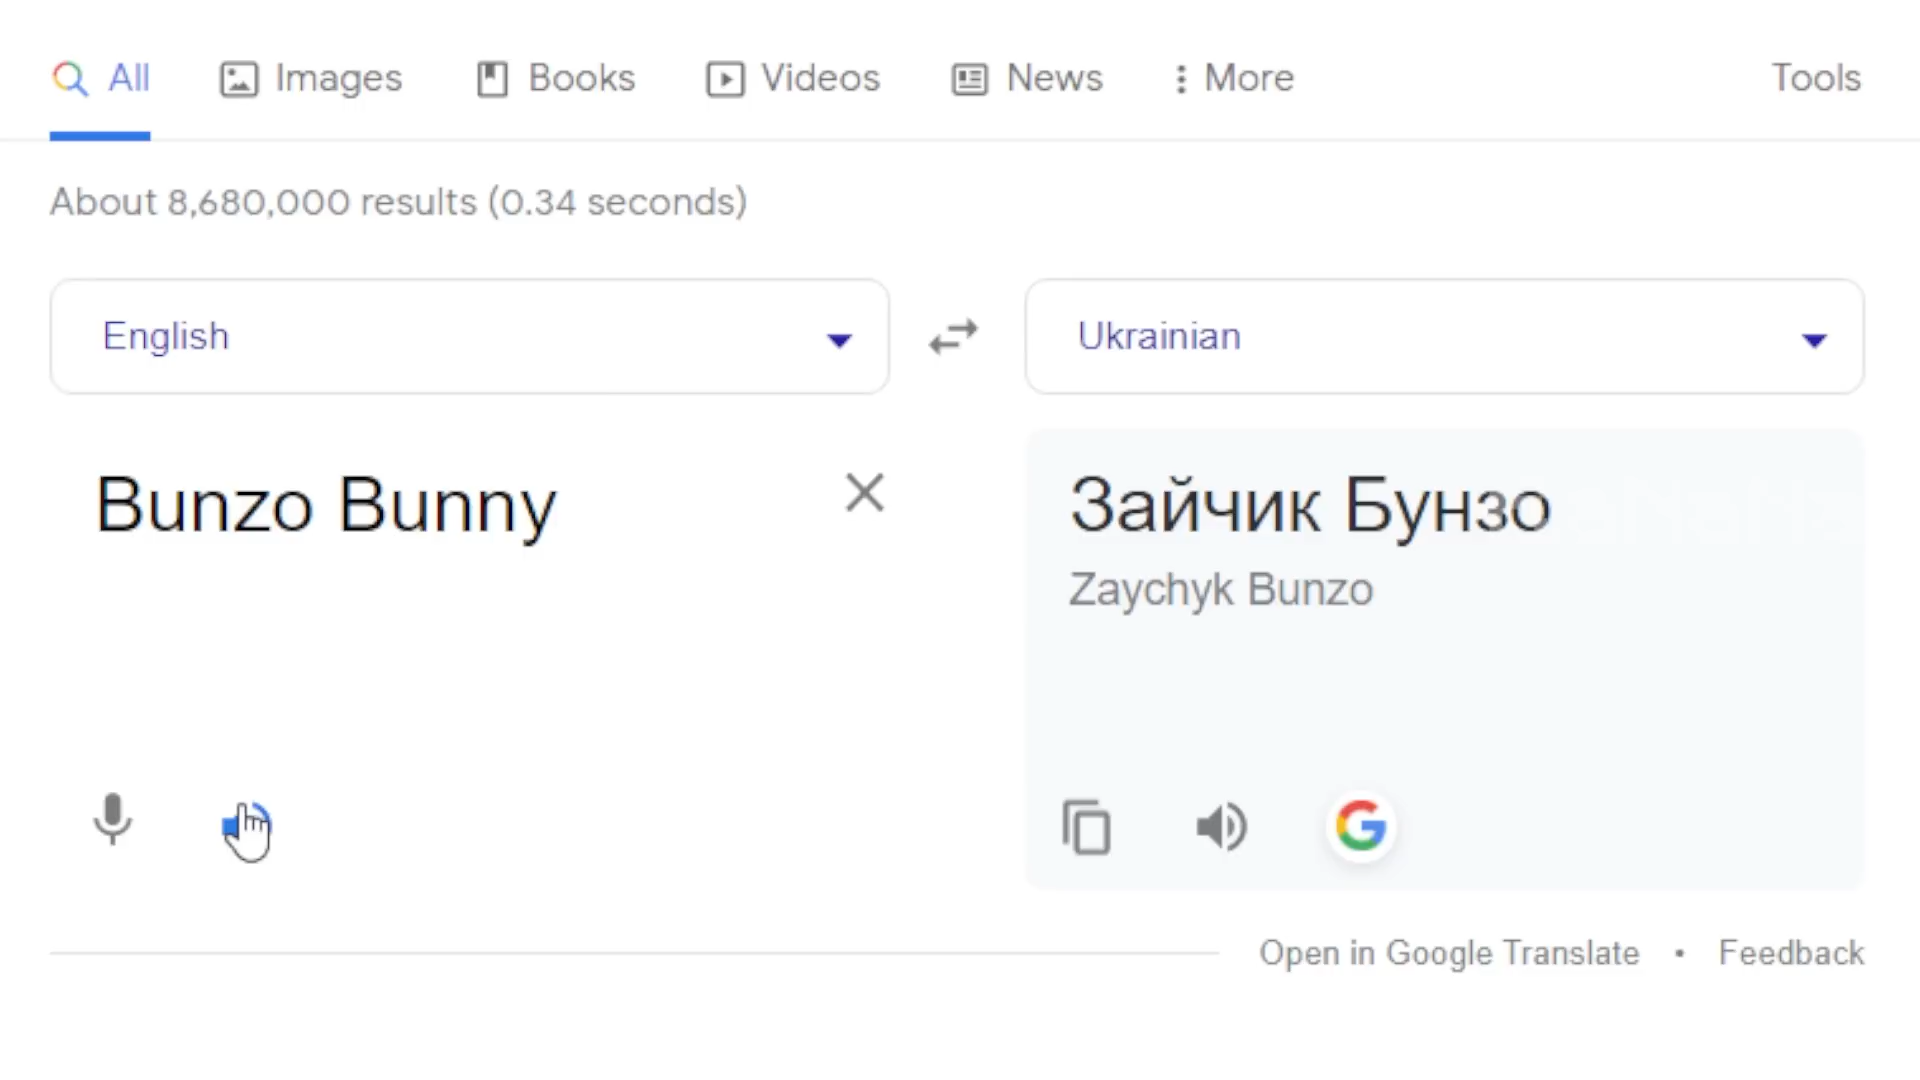 All Images Books Videos News More Tools
About 8,680,000 results (0.34 seconds)
English Ukrainian
Bunzo Bunny Зайчик Бунзо
Zaychyk Bunzo
Open in Google Translate • Feedback